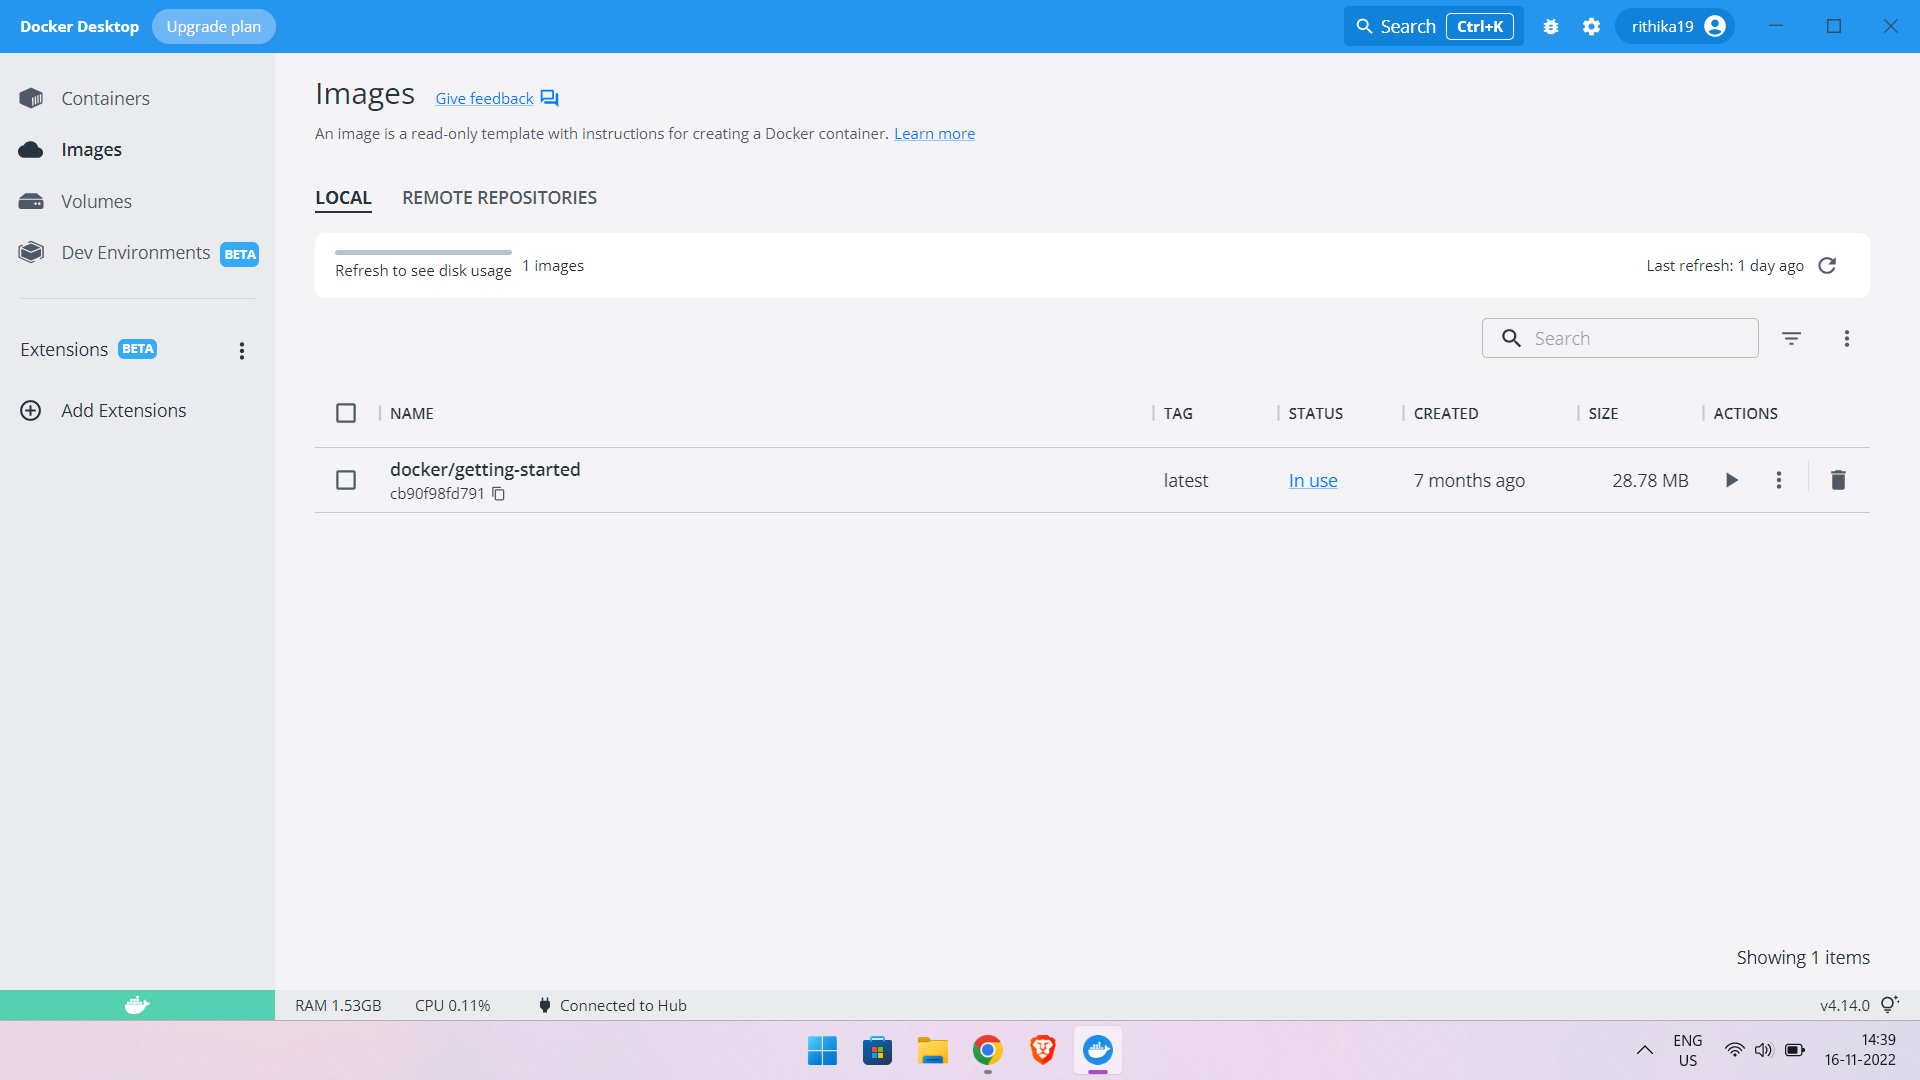 Docker Desktop Upgrade plan Search Ctrl+K rithika19
Containers
Images
Volumes
Dev Environments BETA
Extensions BETA
Add Extensions
Images Give feedback
An image is a read-only template with instructions for creating a Docker container. Learn more
LOCAL REMOTE REPOSITORIES
Refresh to see disk usage 1 images Last refresh: 1 day ago
Search
NAME TAG STATUS CREATED SIZE ACTIONS
docker/getting-started latest In use 7 months ago 28.78 MB
cb90f98fd791
Showing 1 items
RAM 1.53GB CPU 0.11% Connected to Hub v4.14.0
ENG 14:39
US 16-11-2022